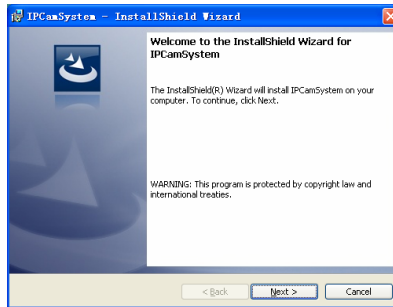 IPCamSystem - InstallShield Wizard
Welcome to the InstallShield Wizard for
IPCamSystem
The InstallShield(R) Wizard will install IPCamSystem on your
computer. To continue, click Next.
WARNING: This program is protected by copyright law and
international treaties.
< Back
Next >
Cancel